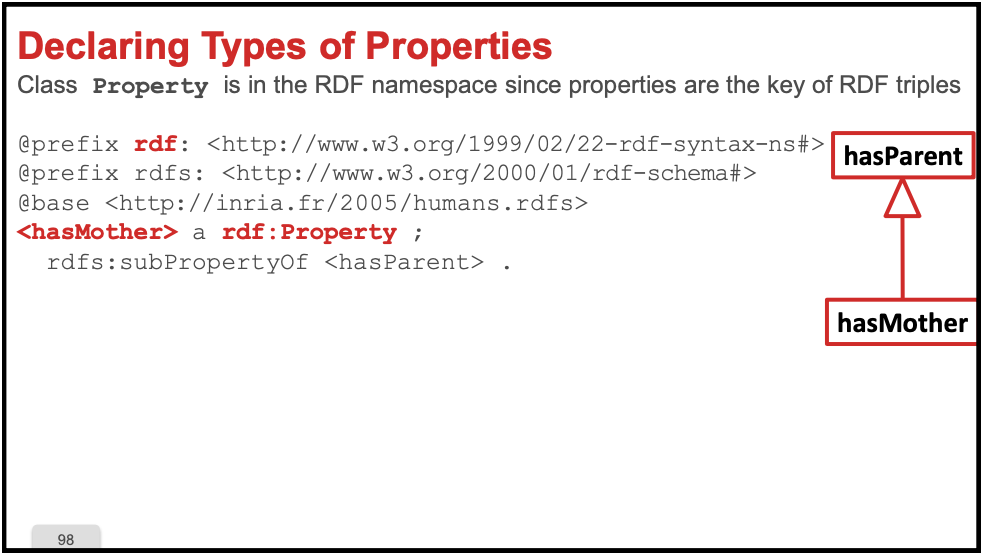 Declaring Types of Properties
Class Property is in the RDF namespace since properties are the key of RDF triples
@prefix rdf: <http://www.w3.org/1999/02/22-rdf-syntax-ns#>
@prefix rdfs: <http://www.w3.org/2000/01/rdf-schema#>
@base <http://inria.fr/2005/humans.rdfs>
<hasMother> a rdf:Property ;
rdfs:subPropertyOf <hasParent> .
hasParent
hasMother
98